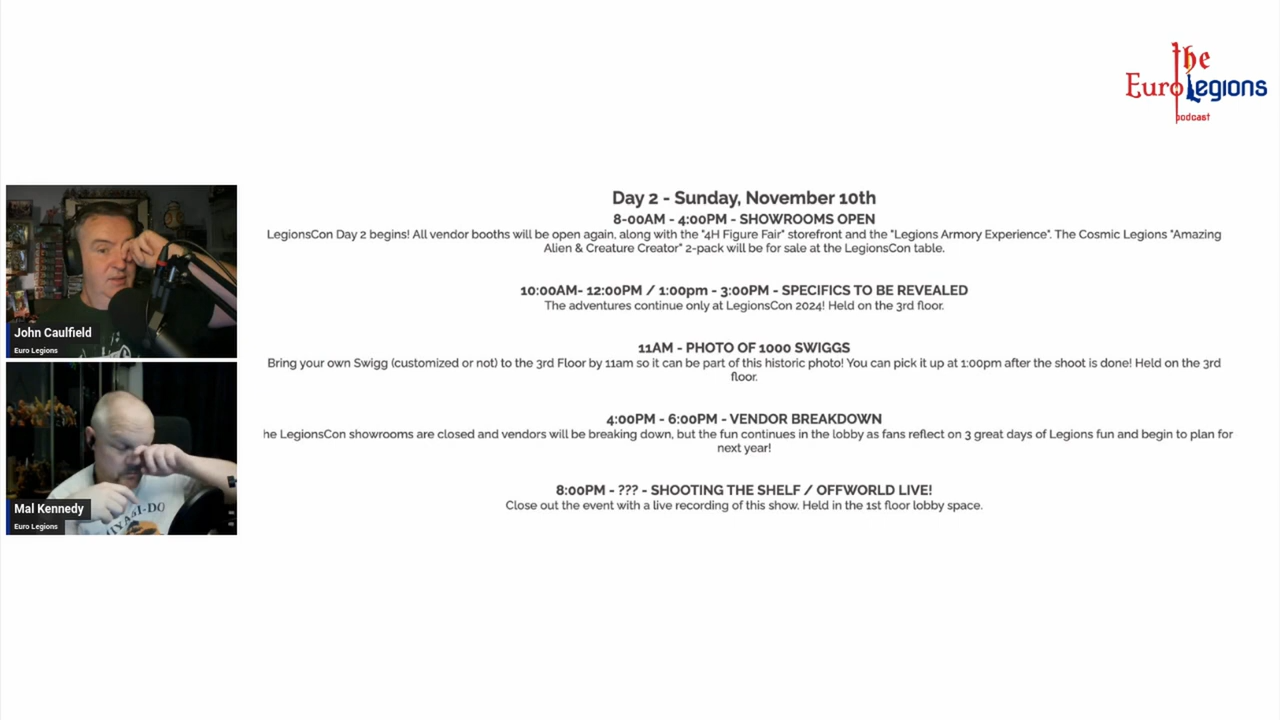 the
EuroLegions
podcast
Day 2 - Sunday, November 10th
8-00AM - 4:00PM - SHOWROOMS OPEN
LegionsCon Day 2 begins! All vendor booths will be open again, along with the "4H Figure Fair" storefront and the "Legions Armory Experience". The Cosmic Legions "Amazing
Alien & Creature Creator" 2-pack will be for sale at the LegionsCon table.
10:00AM- 12:00PM / 1:00pm - 3:00PM - SPECIFICS TO BE REVEALED
The adventures continue only at LegionsCon 2024! Held on the 3rd floor.
11AM - PHOTO OF 1000 SWIGGS
Bring your own Swigg (customized or not) to the 3rd Floor by 11am so it can be part of this historic photo! You can pick it up at 1:00pm after the shoot is done! Held on the 3rd
floor.
4:00PM - 6:00PM - VENDOR BREAKDOWN
he LegionsCon showrooms are closed and vendors will be breaking down, but the fun continues in the lobby as fans reflect on 3 great days of Legions fun and begin to plan for
next year!
8:00PM - ??? - SHOOTING THE SHELF / OFFWORLD LIVE!
Close out the event with a live recording of this show. Held in the 1st floor lobby space.
John Caulfield
Euro Legions
Mal Kennedy
Euro Legions